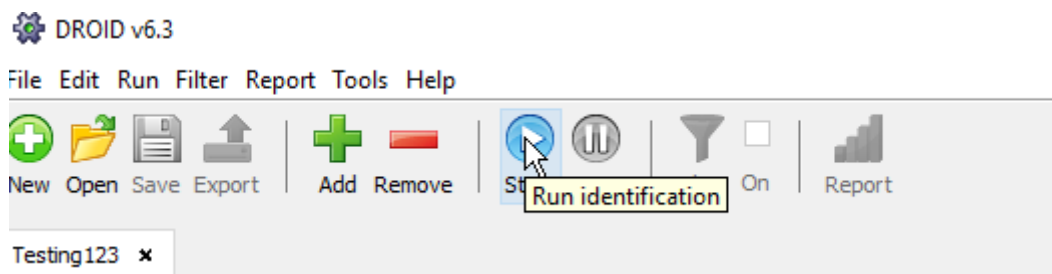 DROID v6.3
File Edit Run Filter Report Tools Help
New Open Save Export Add Remove On Report
Run identification
Testing123